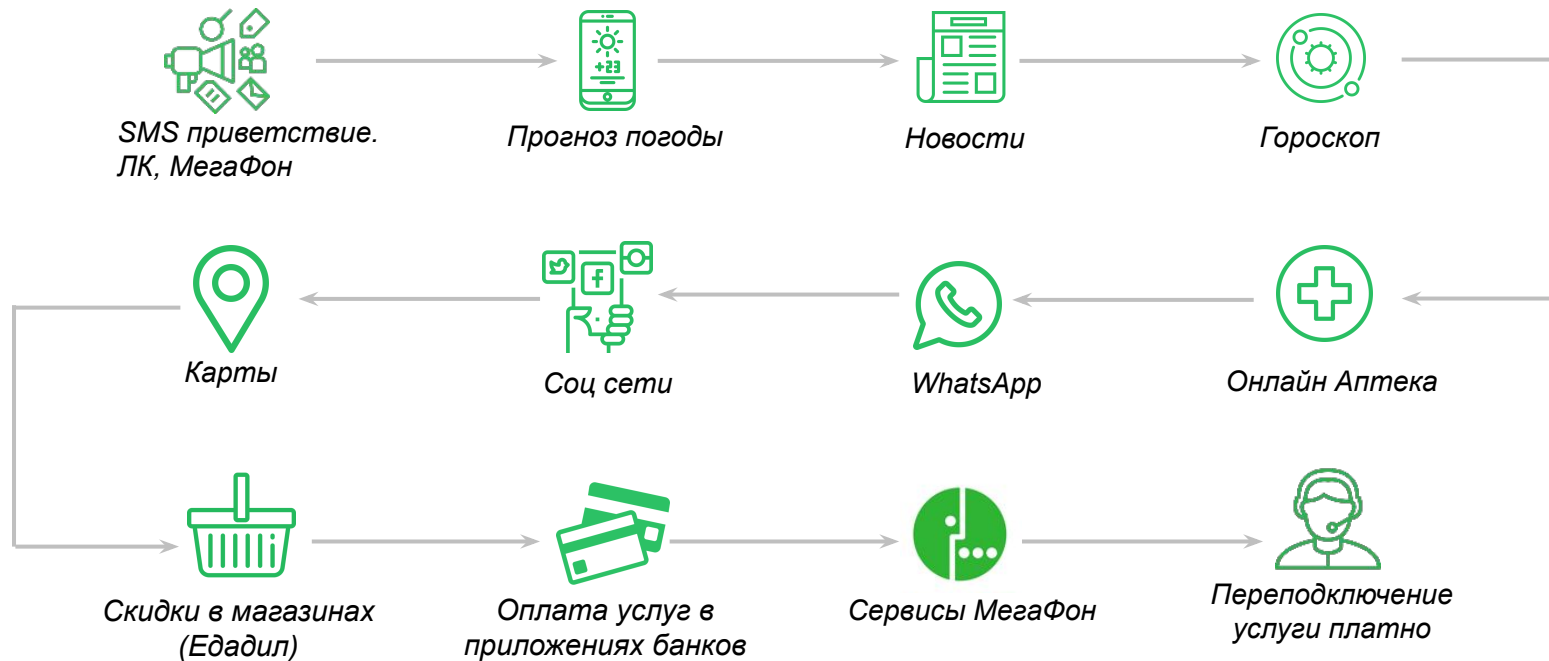 +23
SMS приветствие.
ЛК, МегаФон
Прогноз погоды
Новости
Гороскоп
Карты
Соц сети
WhatsApp
Онлайн Аптека
Скидки в магазинах
(Едадил)
Оплата услуг в
приложениях банков
Сервисы МегаФон
Переподключение
услуги платно